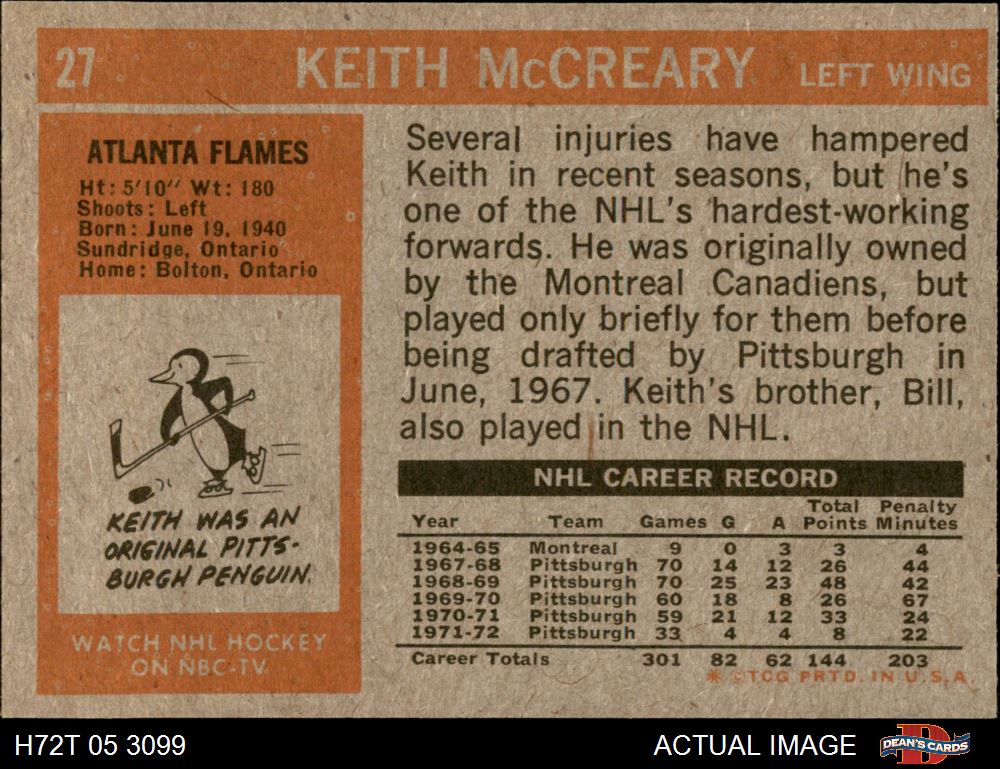 27 KEITH McCREARY LEFT WING
ATLANTA FLAMES
Ht: 5'10" Wt: 180
Shoots: Left
Born: June 19, 1940
Sundridge, Ontario
Home: Bolton, Ontario
KEITH WAS AN
ORIGINAL PITTS-
BURGH PENGUIN.
WATCH NHL HOCKEY
ON NBC-TV
Several injuries have hampered
Keith in recent seasons, but he's
one of the NHL's hardest-working
forwards. He was originally owned
by the Montreal Canadiens, but
played only briefly for them before
being drafted by Pittsburgh in
June, 1967. Keith's brother, Bill,
also played in the NHL.
NHL CAREER RECORD
Year Team Games G A Total Points Penalty Minutes
1964-65 Montreal 9 0 3 3 4
1967-68 Pittsburgh 70 14 12 26 44
1968-69 Pittsburgh 70 25 23 48 42
1969-70 Pittsburgh 60 18 8 26 67
1970-71 Pittsburgh 59 21 12 33 24
1971-72 Pittsburgh 33 4 4 8 22
Career Totals 301 82 62 144 203
* © TCG PRTD. IN U.S.A.
H72T 05 3099 ACTUAL IMAGE DEAN'S CARDS